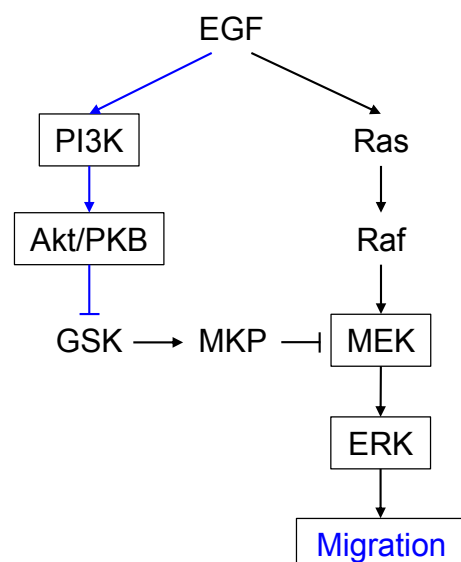 EGF
PI3K
Ras
Akt/PKB
Raf
GSK
MKP
MEK
ERK
Migration